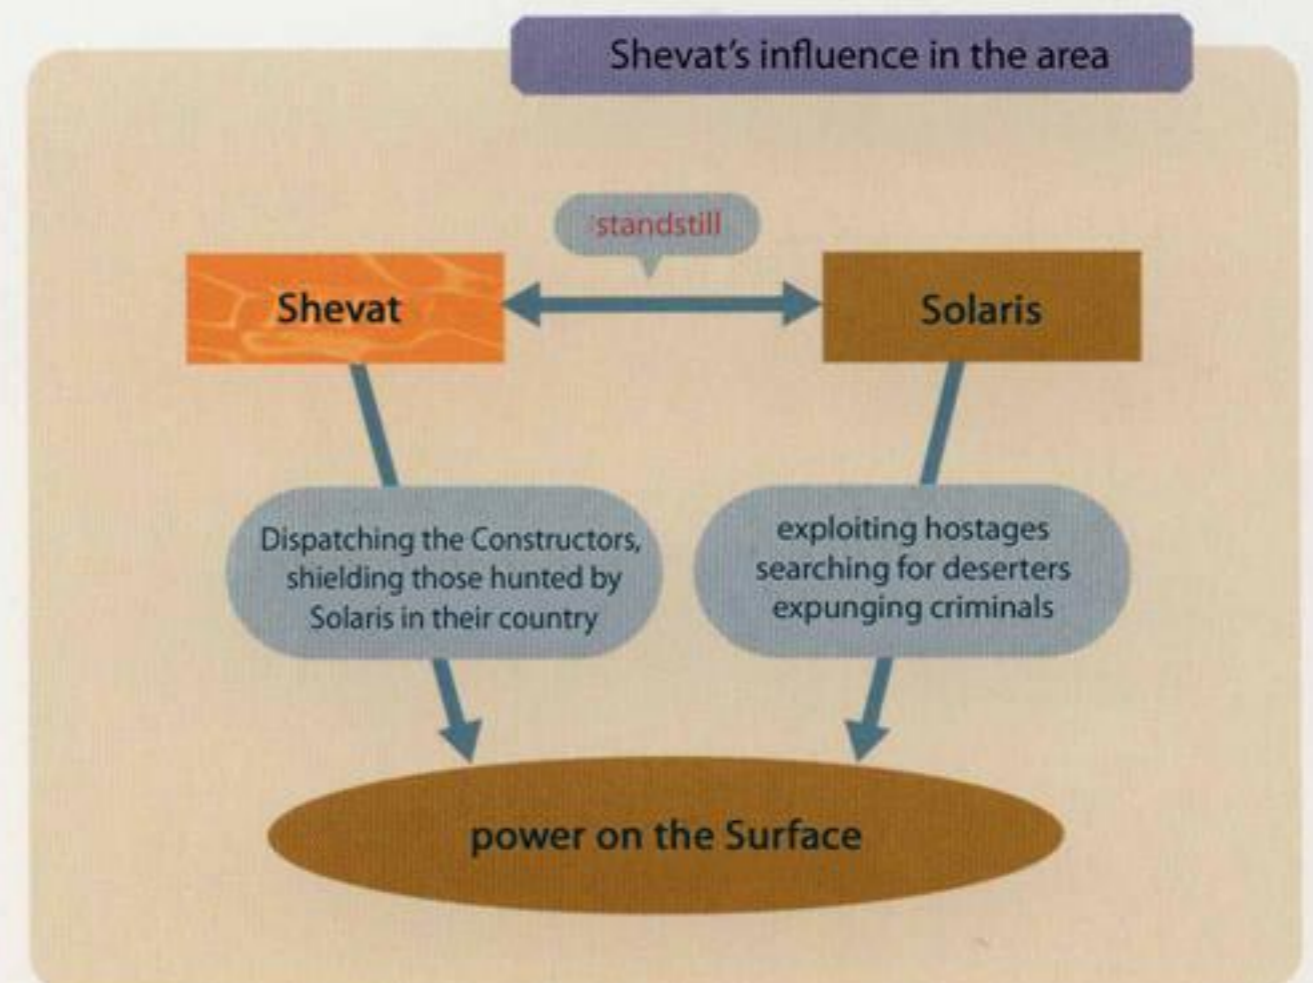 Shevat's influence in the area
standstill
Shevat
Solaris
Dispatching the Constructors,
shielding those hunted by
Solaris in their country
exploiting hostages
searching for deserters
expunging criminals
power on the Surface